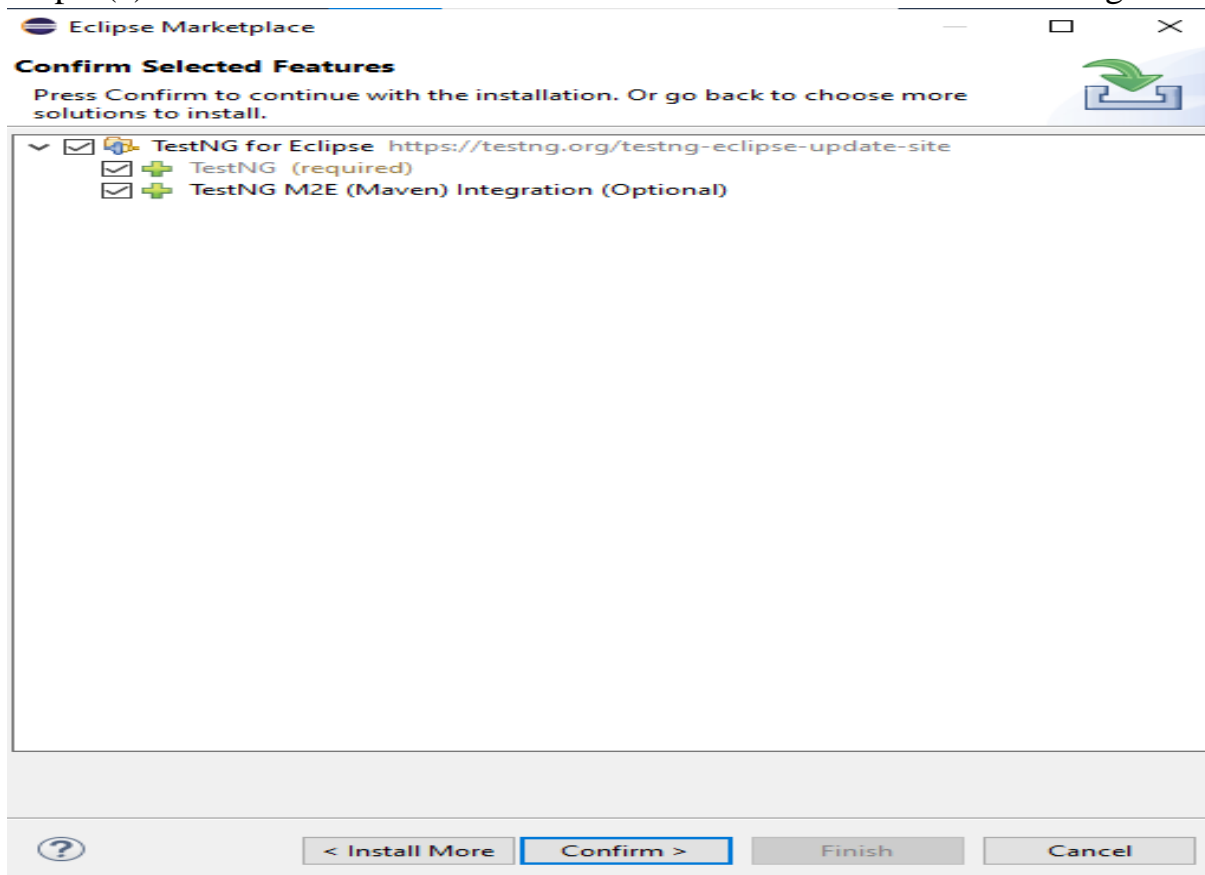 Eclipse Marketplace
Confirm Selected Features
Press Confirm to continue with the installation. Or go back to choose more
solutions to install.
TestNG for Eclipse https://testng.org/testng-eclipse-update-site
TestNG (required)
TestNG M2E (Maven) Integration (Optional)
< Install More Confirm > Finish Cancel